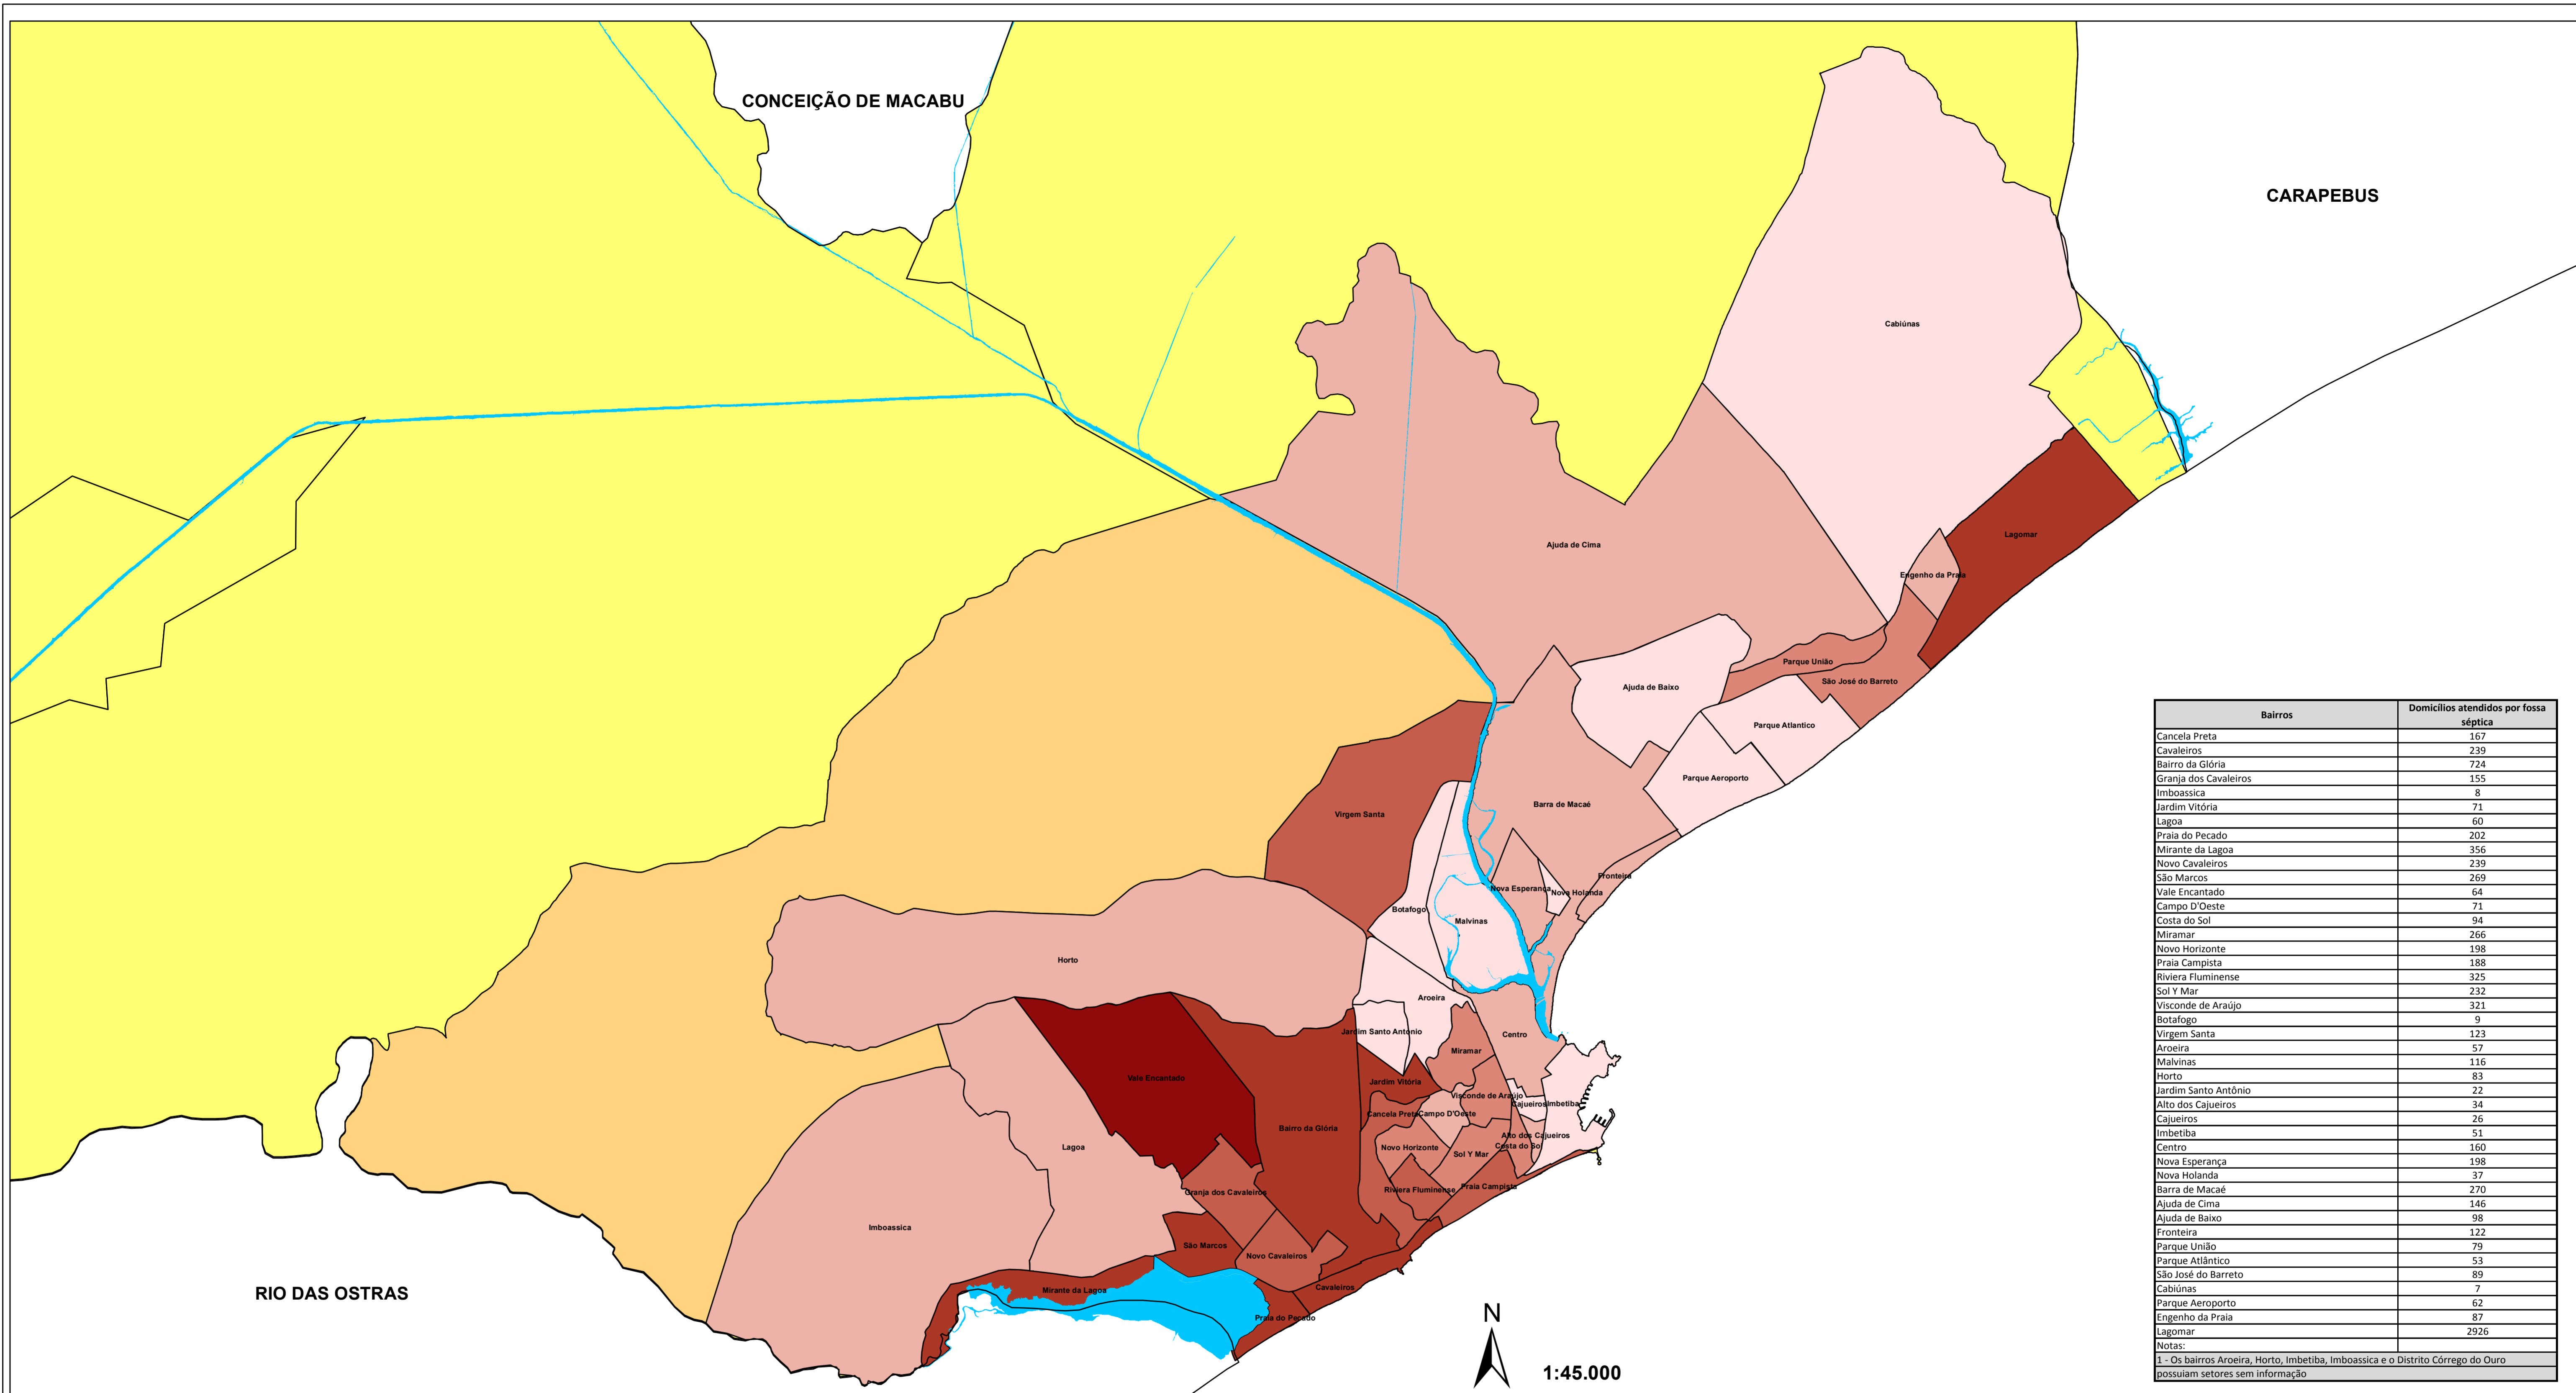 CONCEIÇÃO DE MACABU
CARAPEBUS
Cabiúnas
Lagomar
Ajuda de Cima
Engenho da Praia
Parque União
São José do Barreto
Ajuda de Baixo
Parque Atlantico
Parque Aeroporto
Barra de Macaé
Virgem Santa
Fronteira
Nova Esperança
Nova Holanda
Botafogo
Malvinas
Horto
Aroeira
Jardim Santo Antonio
Centro
Miramar
Vale Encantado
Jardim Vitória
Visconde de Araújo
Cajueiros
Imbetiba
Cancela Preta
Campo D'Oeste
Bairro da Glória
Alto dos Cajueiros
Lagoa
Novo Horizonte
Costa do Sol
Sol Y Mar
Granja dos Cavaleiros
Riviera Fluminense
Praia Campista
Imboassica
São Marcos
Novo Cavaleiros
Mirante da Lagoa
Cavaleiros
Praia do Pecado
RIO DAS OSTRAS
N
1:45.000
Bairros Domicílios atendidos por fossa
séptica
Cancela Preta 167
Cavaleiros 239
Bairro da Glória 724
Granja dos Cavaleiros 155
Imboassica 8
Jardim Vitória 71
Lagoa 60
Praia do Pecado 202
Mirante da Lagoa 356
Novo Cavaleiros 239
São Marcos 269
Vale Encantado 64
Campo D'Oeste 71
Costa do Sol 94
Miramar 266
Novo Horizonte 198
Praia Campista 188
Riviera Fluminense 325
Sol Y Mar 232
Visconde de Araújo 321
Botafogo 9
Virgem Santa 123
Aroeira 57
Malvinas 116
Horto 83
Jardim Santo Antônio 22
Alto dos Cajueiros 34
Cajueiros 26
Imbetiba 51
Centro 160
Nova Esperança 198
Nova Holanda 37
Barra de Macaé 270
Ajuda de Cima 146
Ajuda de Baixo 98
Fronteira 122
Parque União 79
Parque Atlântico 53
São José do Barreto 89
Cabiúnas 7
Parque Aeroporto 62
Engenho da Praia 87
Lagomar 2926
Notas:
1 - Os bairros Aroeira, Horto, Imbetiba, Imboassica e o Distrito Córrego do Ouro
possuiam setores sem informação